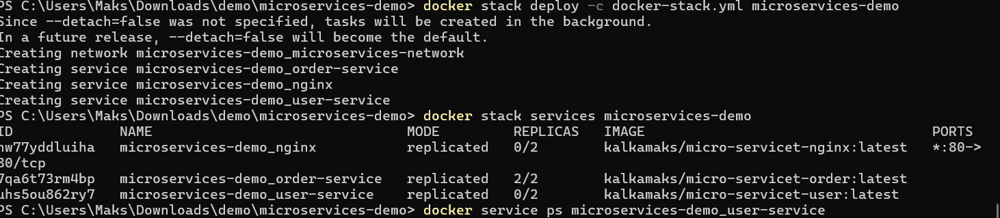 PS C:\Users\Maks\Downloads\demo\microservices-demo> docker stack deploy -c docker-stack.yml microservices-demo
Since --detach=false was not specified, tasks will be created in the background.
In a future release, --detach=false will become the default.
Creating network microservices-demo_microservices-network
Creating service microservices-demo_order-service
Creating service microservices-demo_nginx
Creating service microservices-demo_user-service
PS C:\Users\Maks\Downloads\demo\microservices-demo> docker stack services microservices-demo
ID NAME MODE REPLICAS IMAGE PORTS
nw77yddluiha microservices-demo_nginx replicated 0/2 kalkamaks/micro-servicet-nginx:latest *:80->
80/tcp
7qa6t73rm4bp microservices-demo_order-service replicated 2/2 kalkamaks/micro-servicet-order:latest
uhs5ou862ry7 microservices-demo_user-service replicated 0/2 kalkamaks/micro-servicet-user:latest
PS C:\Users\Maks\Downloads\demo\microservices-demo> docker service ps microservices-demo_user-service